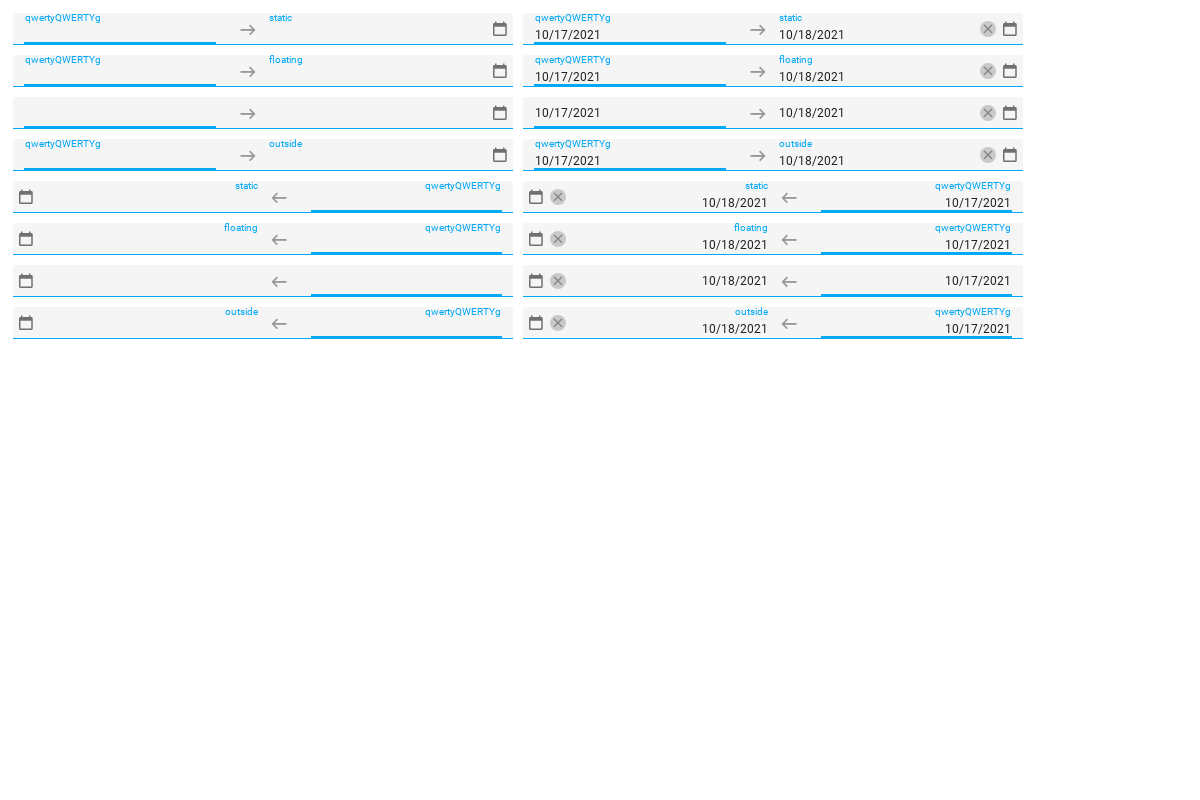 qwertyQWERTYg static qwertyQWERTYg static
10/17/2021 10/18/2021
qwertyQWERTYg floating qwertyQWERTYg floating
10/17/2021 10/18/2021
10/17/2021 10/18/2021
qwertyQWERTYg outside qwertyQWERTYg outside
10/17/2021 10/18/2021
static qwertyQWERTYg static qwertyQWERTYg
10/18/2021 10/17/2021
floating qwertyQWERTYg floating qwertyQWERTYg
10/18/2021 10/17/2021
10/18/2021 10/17/2021
outside qwertyQWERTYg outside qwertyQWERTYg
10/18/2021 10/17/2021